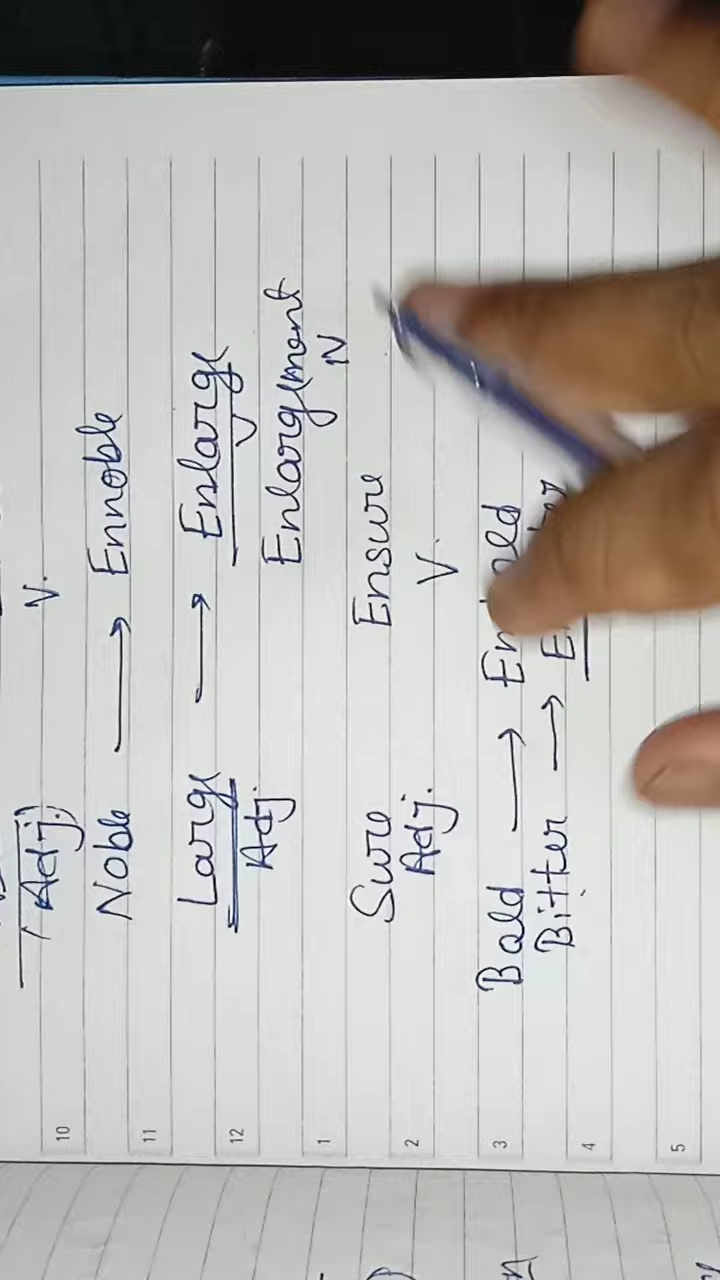 (Adj.) V.
Noble → Ennoble
Large → Enlarge
Adj. V
Enlargement
N
Sure Ensure
Adj. V.
Bald →
Bitter →
10
11
12
1
2
3
4
5